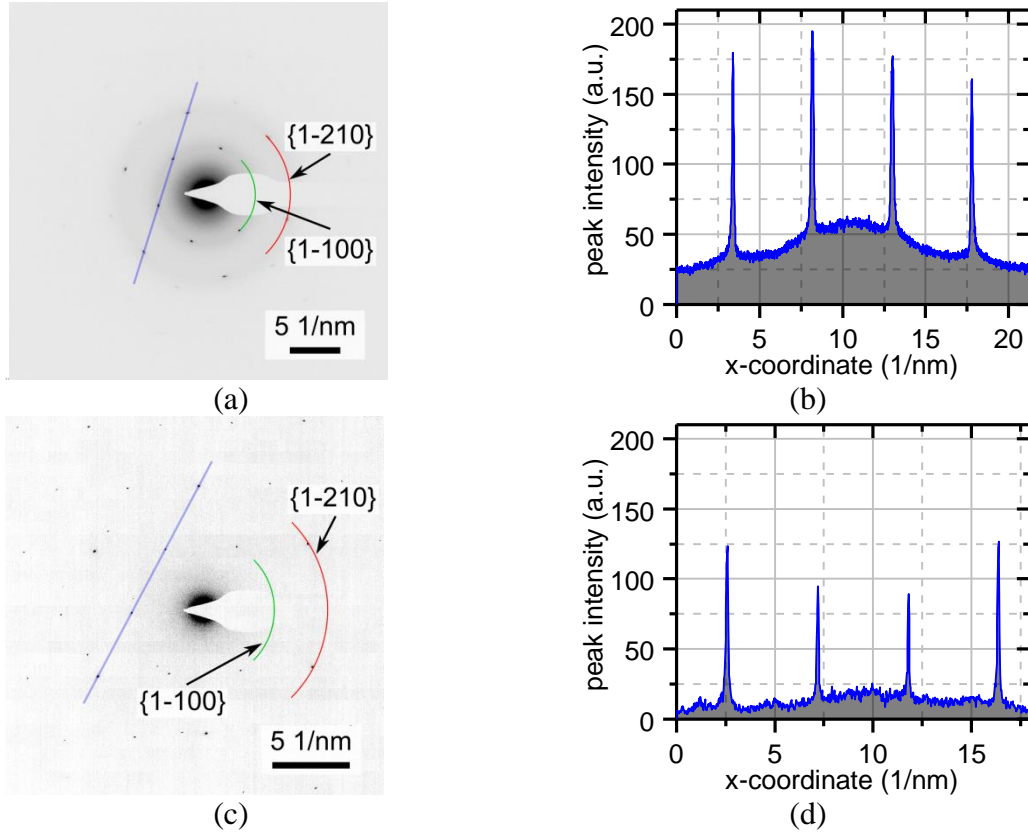 {1-210}
{1-100}
5 1/nm
(a)
200
150
100
50
0
peak intensity (a.u.)
0 5 10 15 20
x-coordinate (1/nm)
(b)
{1-210}
{1-100}
5 1/nm
(c)
200
150
100
50
0
peak intensity (a.u.)
0 5 10 15
x-coordinate (1/nm)
(d)